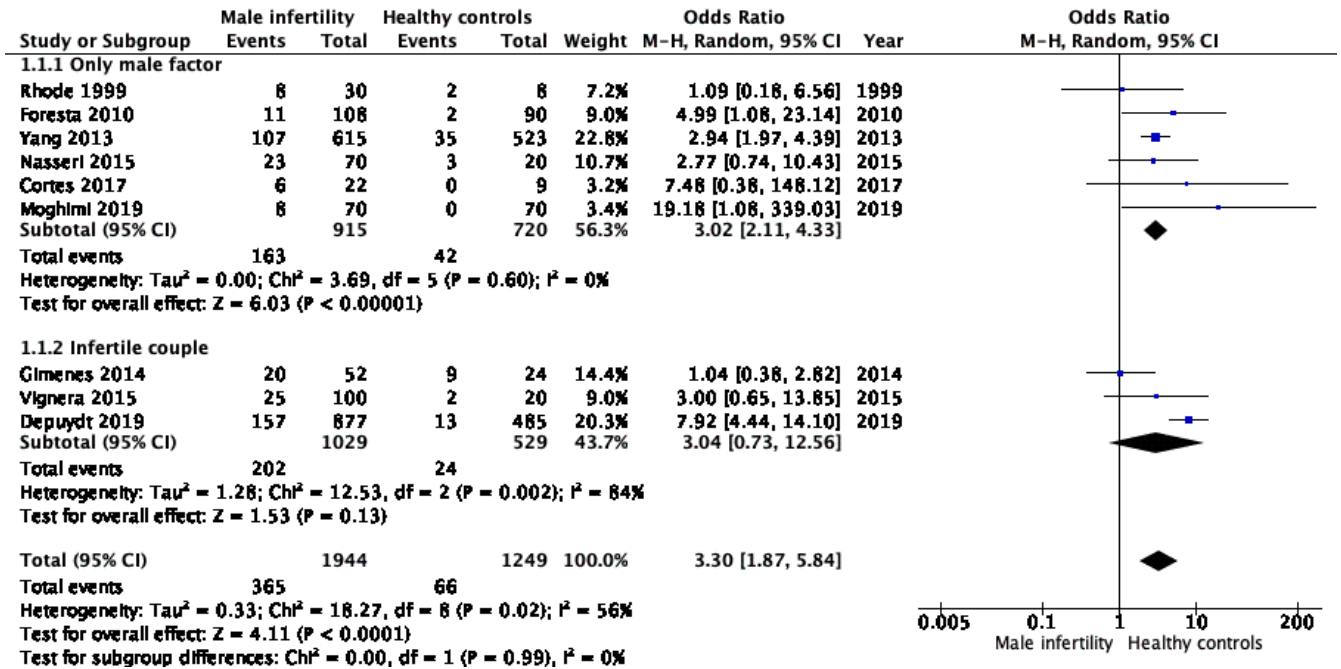 Male infertility Healthy controls Odds Ratio Odds Ratio
Study or Subgroup Events Total Events Total Weight M-H, Random, 95% CI Year M-H, Random, 95% CI
1.1.1 Only male factor
Rhode 1999 8 30 2 8 7.2% 1.09 [0.18, 6.56] 1999
Foresta 2010 11 108 2 90 9.0% 4.99 [1.08, 23.14] 2010
Yang 2013 107 615 35 523 22.8% 2.94 [1.97, 4.39] 2013
Nasseri 2015 23 70 3 20 10.7% 2.77 [0.74, 10.43] 2015
Cortes 2017 6 22 0 9 3.2% 7.48 [0.38, 148.12] 2017
Moghimi 2019 8 70 0 70 3.4% 19.18 [1.08, 339.03] 2019
Subtotal (95% CI) 915 720 56.3% 3.02 [2.11, 4.33]
Total events 163 42
Heterogeneity: Tau² = 0.00; Chi² = 3.69, df = 5 (P = 0.60); I² = 0%
Test for overall effect: Z = 6.03 (P < 0.00001)
1.1.2 Infertile couple
Gimenes 2014 20 52 9 24 14.4% 1.04 [0.38, 2.82] 2014
Vignera 2015 25 100 2 20 9.0% 3.00 [0.65, 13.85] 2015
Depuydt 2019 157 877 13 485 20.3% 7.92 [4.44, 14.10] 2019
Subtotal (95% CI) 1029 529 43.7% 3.04 [0.73, 12.56]
Total events 202 24
Heterogeneity: Tau² = 1.28; Chi² = 12.53, df = 2 (P = 0.002); I² = 84%
Test for overall effect: Z = 1.53 (P = 0.13)
Total (95% CI) 1944 1249 100.0% 3.30 [1.87, 5.84]
Total events 365 66
Heterogeneity: Tau² = 0.33; Chi² = 18.27, df = 8 (P = 0.02); I² = 56%
Test for overall effect: Z = 4.11 (P < 0.0001)
Test for subgroup differences: Chi² = 0.00, df = 1 (P = 0.99), I² = 0%
0.005 0.1 1 10 200
Male infertility Healthy controls